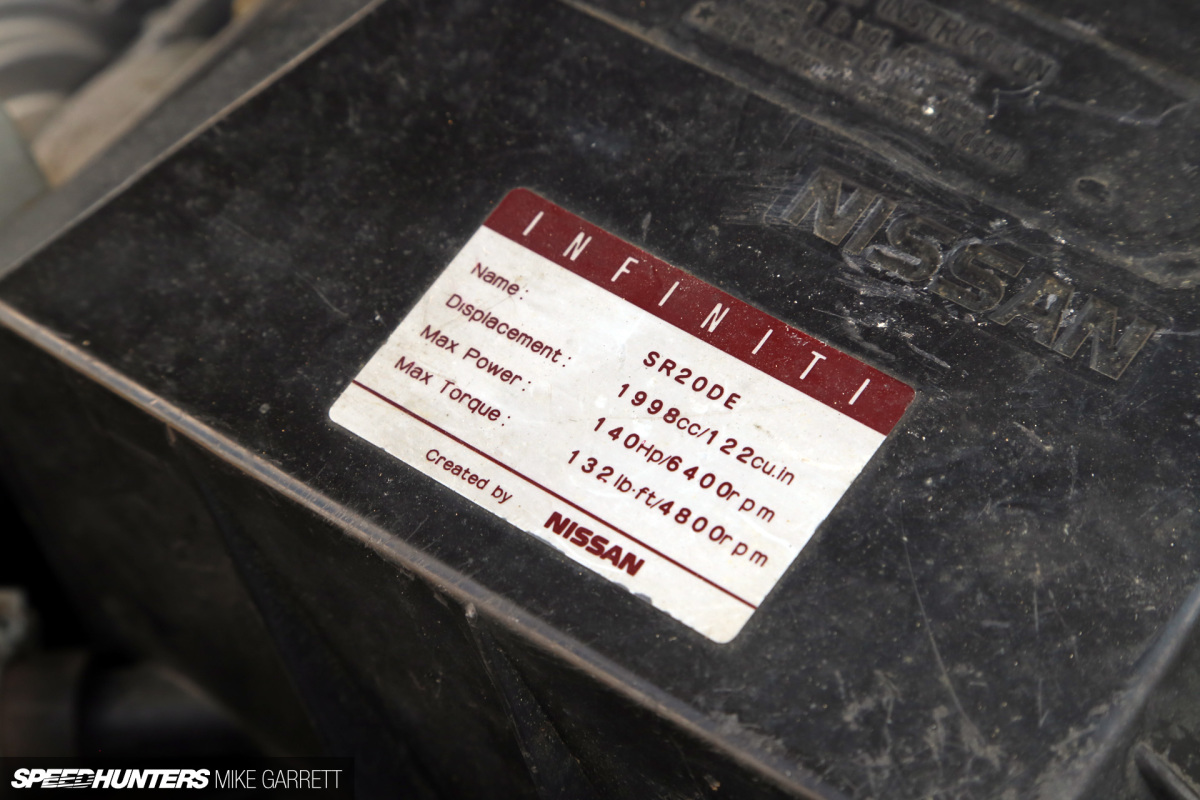 INSTRUCTION
NISSAN
INFINITI
Name: SR20DE
Displacement: 1998cc/122cu.in
Max Power: 140Hp/6400rpm
Max Torque: 132lb·ft/4800rpm
Created by NISSAN
SPEEDHUNTERS MIKE GARRETT